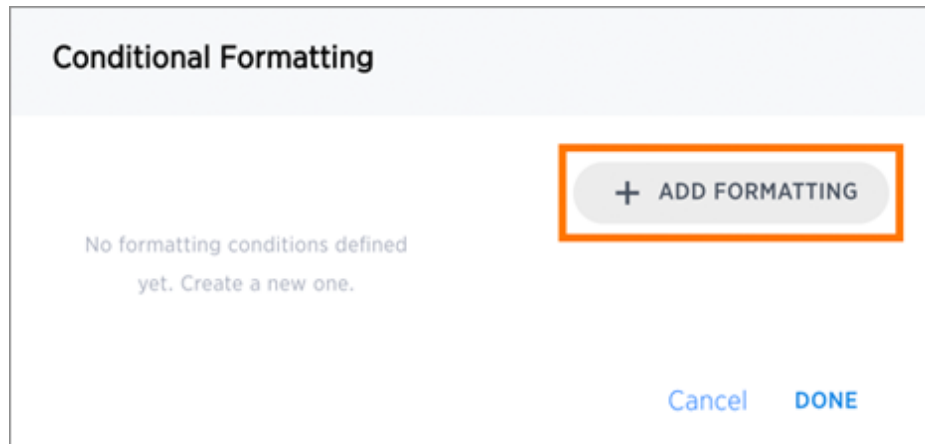 Conditional Formatting
+ ADD FORMATTING
No formatting conditions defined
yet. Create a new one.
Cancel DONE